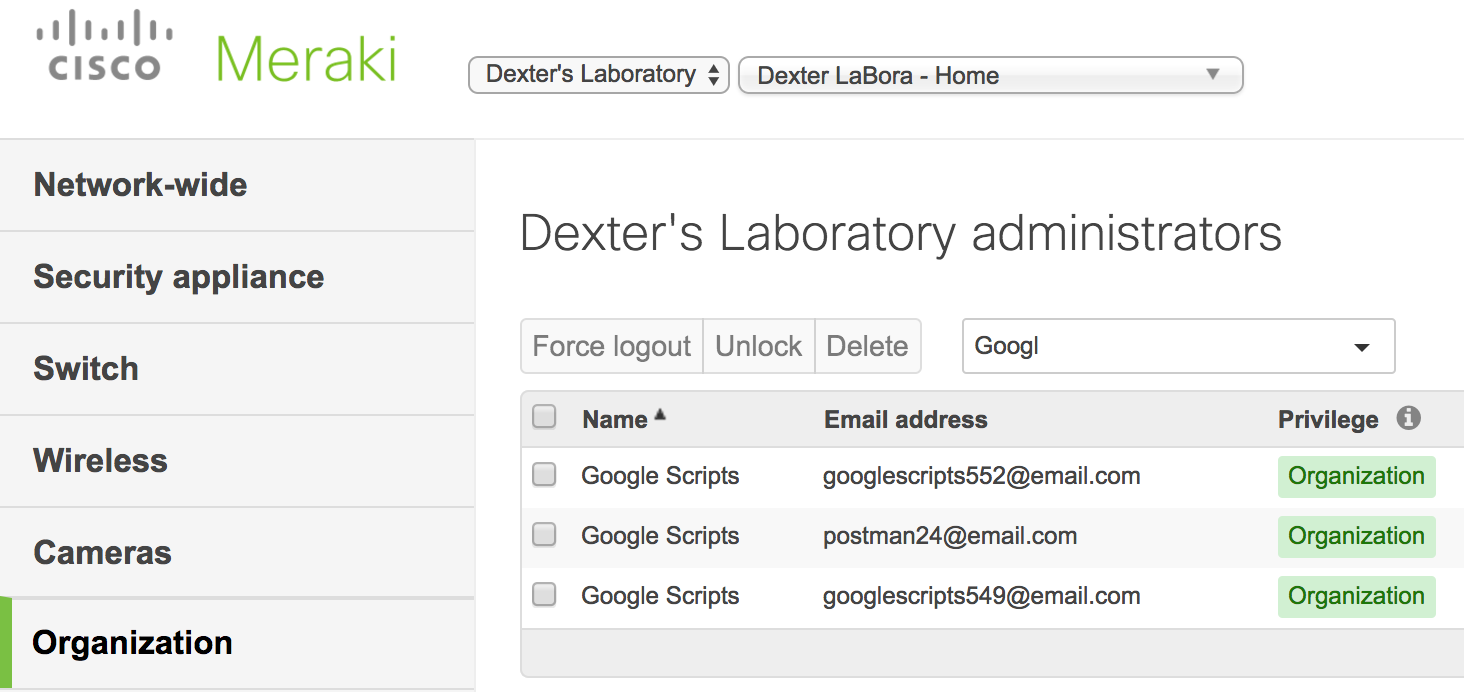 CISCO Meraki
Dexter's Laboratory Dexter LaBora - Home
Network-wide
Security appliance
Switch
Wireless
Cameras
Organization
Dexter's Laboratory administrators
Force logout Unlock Delete Googl
Name Email address Privilege i
Google Scripts googlescripts552@email.com Organization
Google Scripts postman24@email.com Organization
Google Scripts googlescripts549@email.com Organization